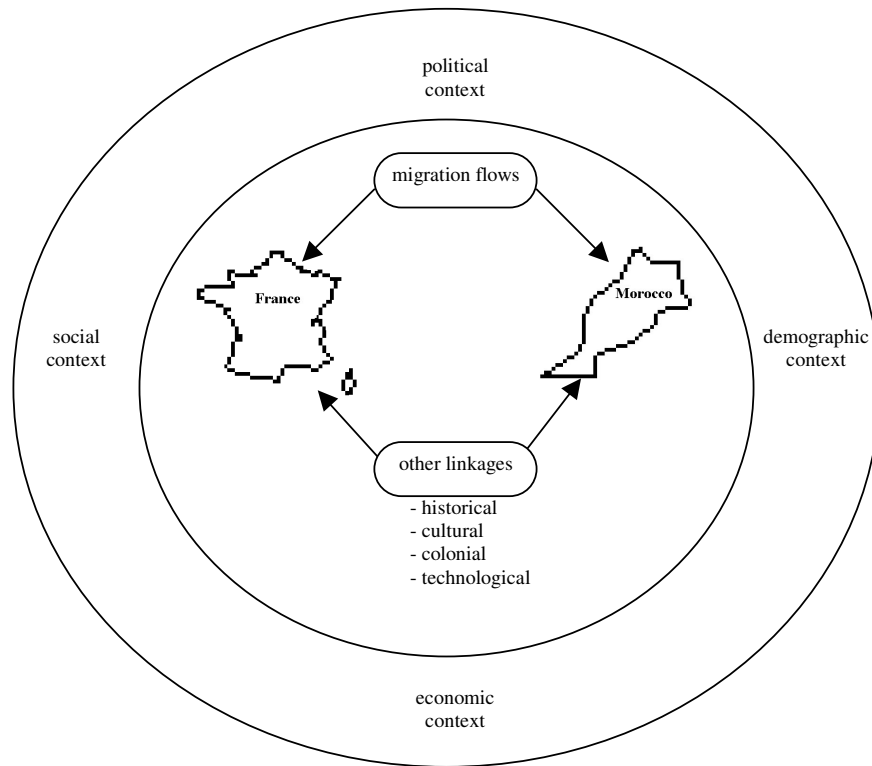 political
context
migration flows
France
Morocco
social
context
demographic
context
other linkages
- historical
- cultural
- colonial
- technological
economic
context